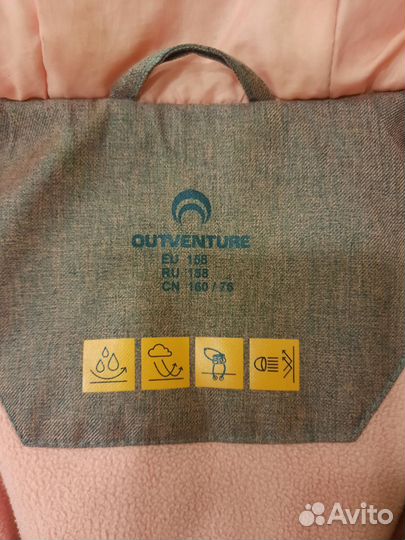 OUTVENTURE
EU 158
RU 158
CN 160 / 76
Avito